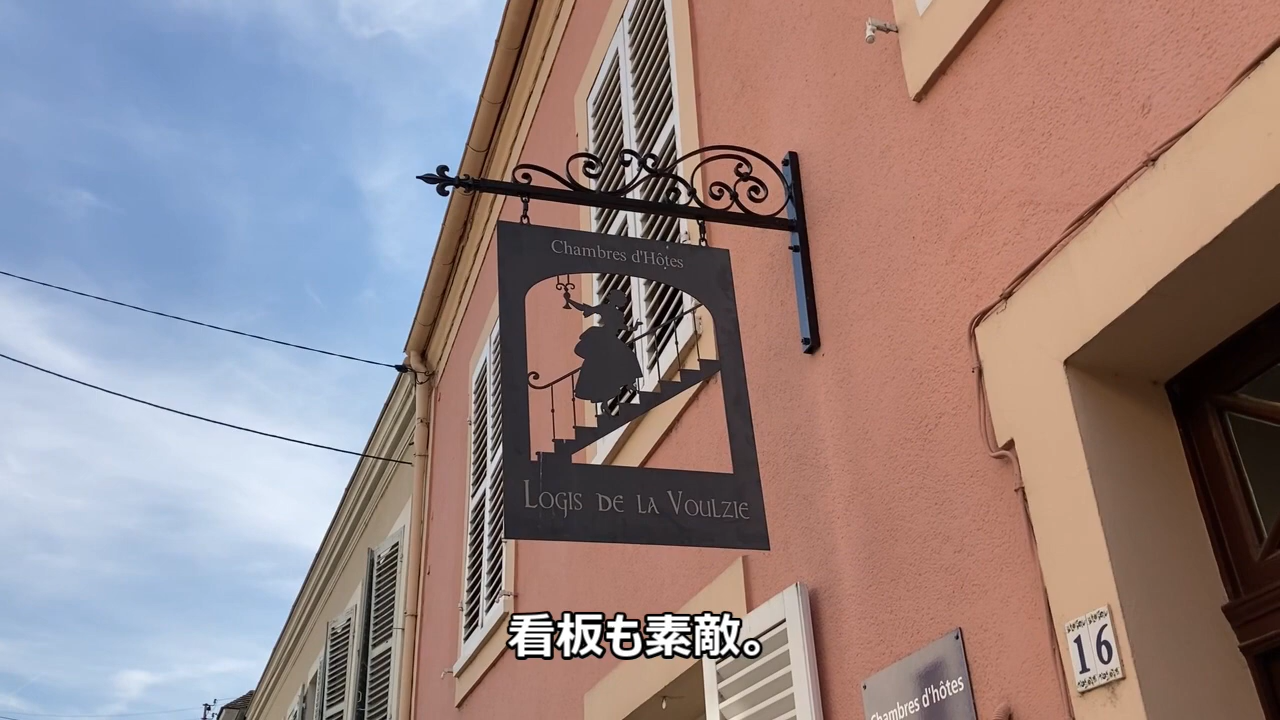 Chambres d'Hôtes
LOGIS DE LA VOULZIE
看板も素敵。
16
Chambres d'hôtes